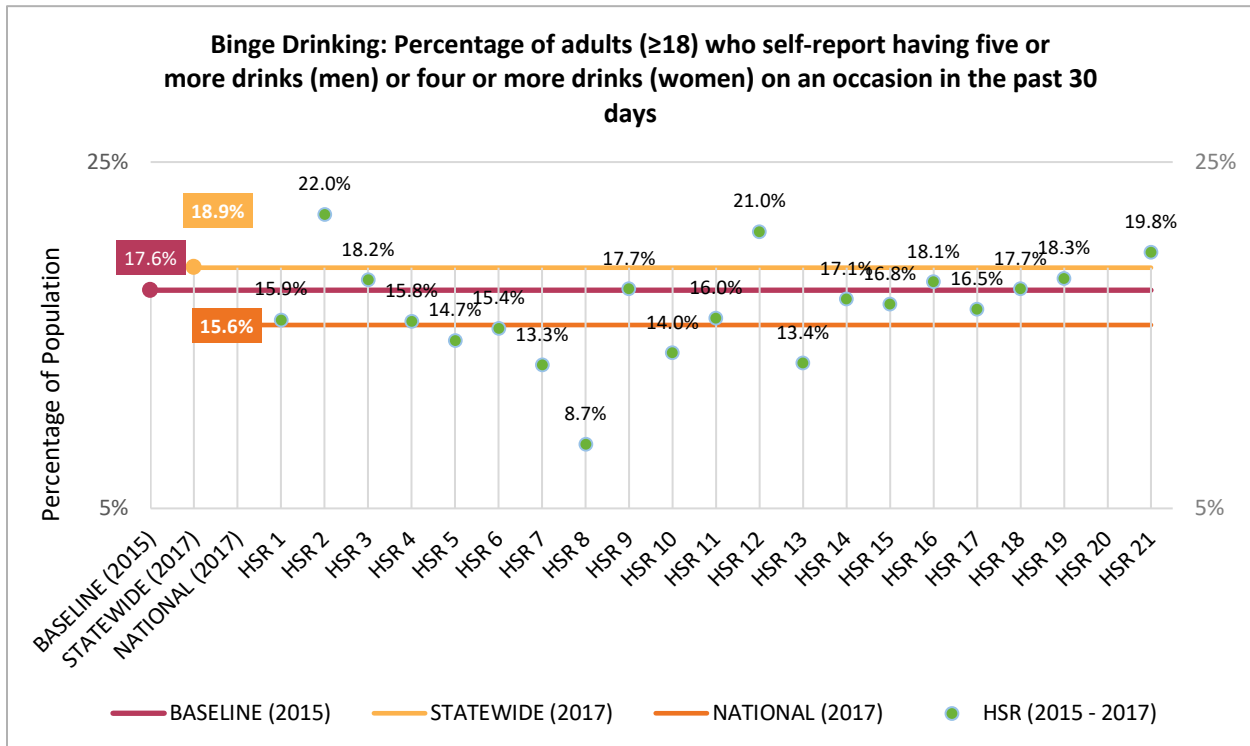 Binge Drinking: Percentage of adults (≥18) who self-report having five or
more drinks (men) or four or more drinks (women) on an occasion in the past 30
days
25%
25%
22.0%
18.9%
21.0%
19.8%
17.6%
18.2%
17.7%
17.1%
16.8%
18.1%
16.5%
17.7%
18.3%
15.9%
15.8%
14.7%
15.4%
16.0%
15.6%
13.3%
14.0%
13.4%
8.7%
Percentage of Population
5%
5%
BASELINE (2015)
STATEWIDE (2017)
NATIONAL (2017)
HSR 1
HSR 2
HSR 3
HSR 4
HSR 5
HSR 6
HSR 7
HSR 8
HSR 9
HSR 10
HSR 11
HSR 12
HSR 13
HSR 14
HSR 15
HSR 16
HSR 17
HSR 18
HSR 19
HSR 20
HSR 21
BASELINE (2015)
STATEWIDE (2017)
NATIONAL (2017)
HSR (2015 - 2017)